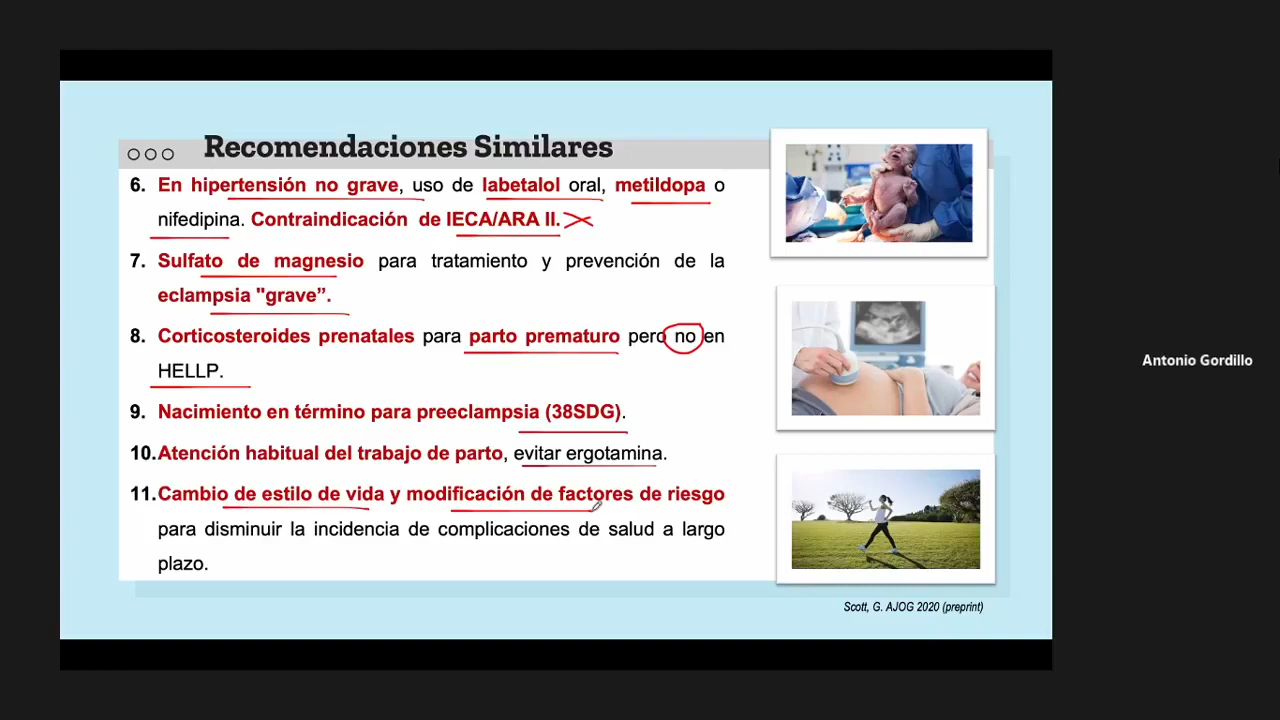 Recomendaciones Similares
6. En hipertensión no grave, uso de labetalol oral, metildopa o
nifedipina. Contraindicación de IECA/ARA II.
7. Sulfato de magnesio para tratamiento y prevención de la
eclampsia "grave”.
8. Corticosteroides prenatales para parto prematuro pero no en
HELLP.
9. Nacimiento en término para preeclampsia (38SDG).
10. Atención habitual del trabajo de parto, evitar ergotamina.
11. Cambio de estilo de vida y modificación de factores de riesgo
para disminuir la incidencia de complicaciones de salud a largo
plazo.
Scott, G. AJOG 2020 (preprint)
Antonio Gordillo